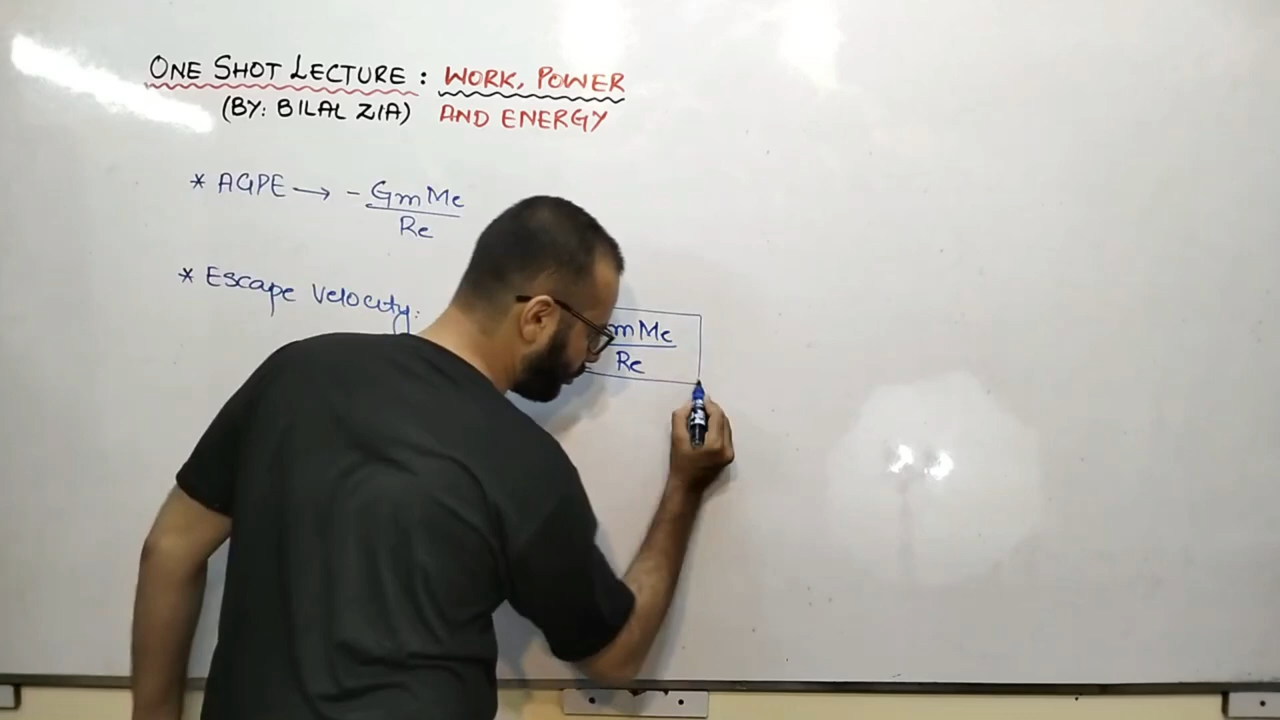 ONE SHOT LECTURE : WORK, POWER
(BY: BILAL ZIA) AND ENERGY
* AGPE → - GmMe
Re
* Escape Velocity:
mMe
Re